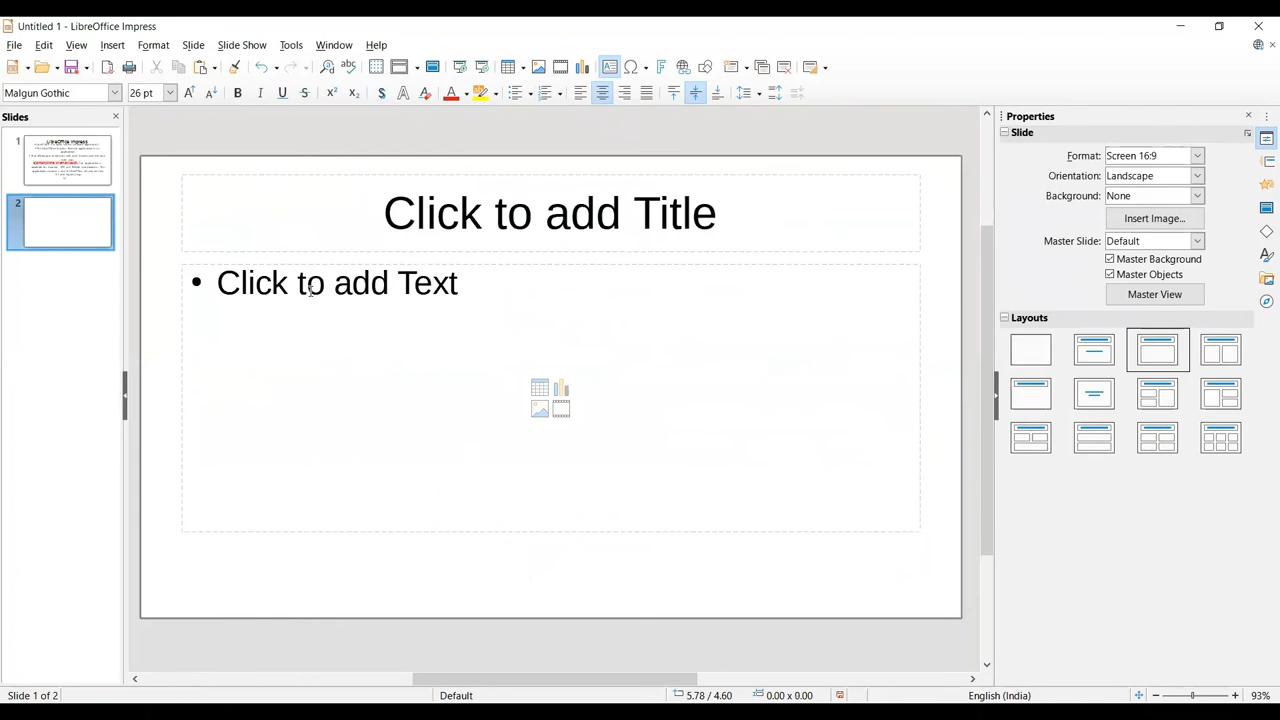 Untitled 1 - LibreOffice Impress
File Edit View Insert Format Slide Slide Show Tools Window Help
Malgun Gothic 26 pt
Slides
1
LibreOffice Impress
2
Click to add Title
• Click to add Text
Properties
Slide
Format: Screen 16:9
Orientation: Landscape
Background: None
Insert Image...
Master Slide: Default
Master Background
Master Objects
Master View
Layouts
Slide 1 of 2 Default 5.78 / 4.60 0.00 x 0.00 English (India) 93%